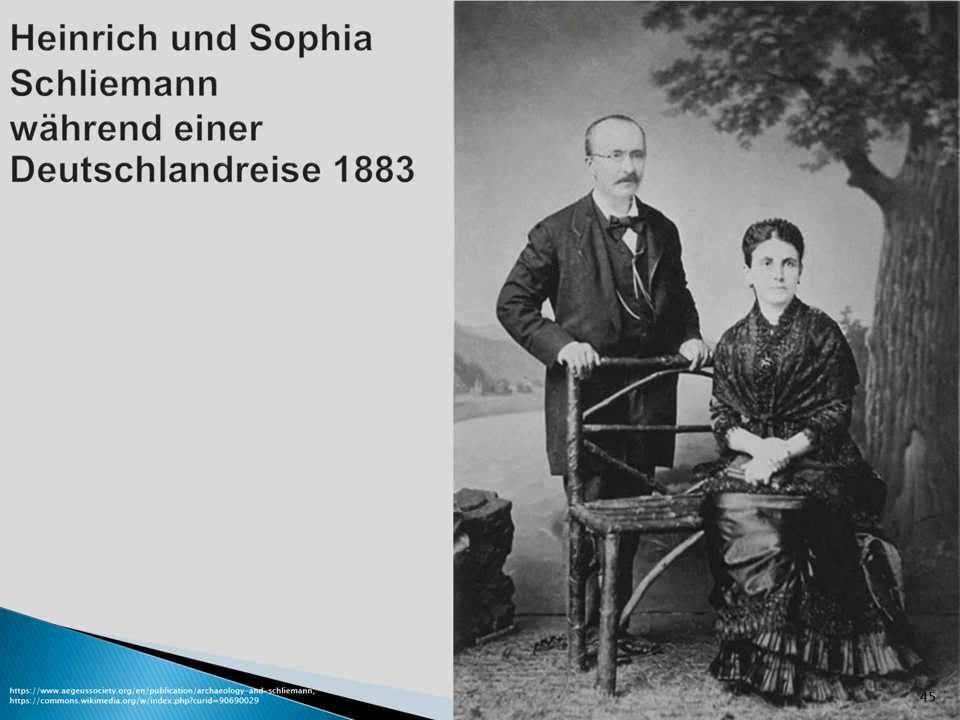 Heinrich und Sophia
Schliemann
während einer
Deutschlandreise 1883
https://www.aegeussociety.org/en/publication/archaeology-and-schliemann,
https://commons.wikimedia.org/w/index.php?curid=90690029
45